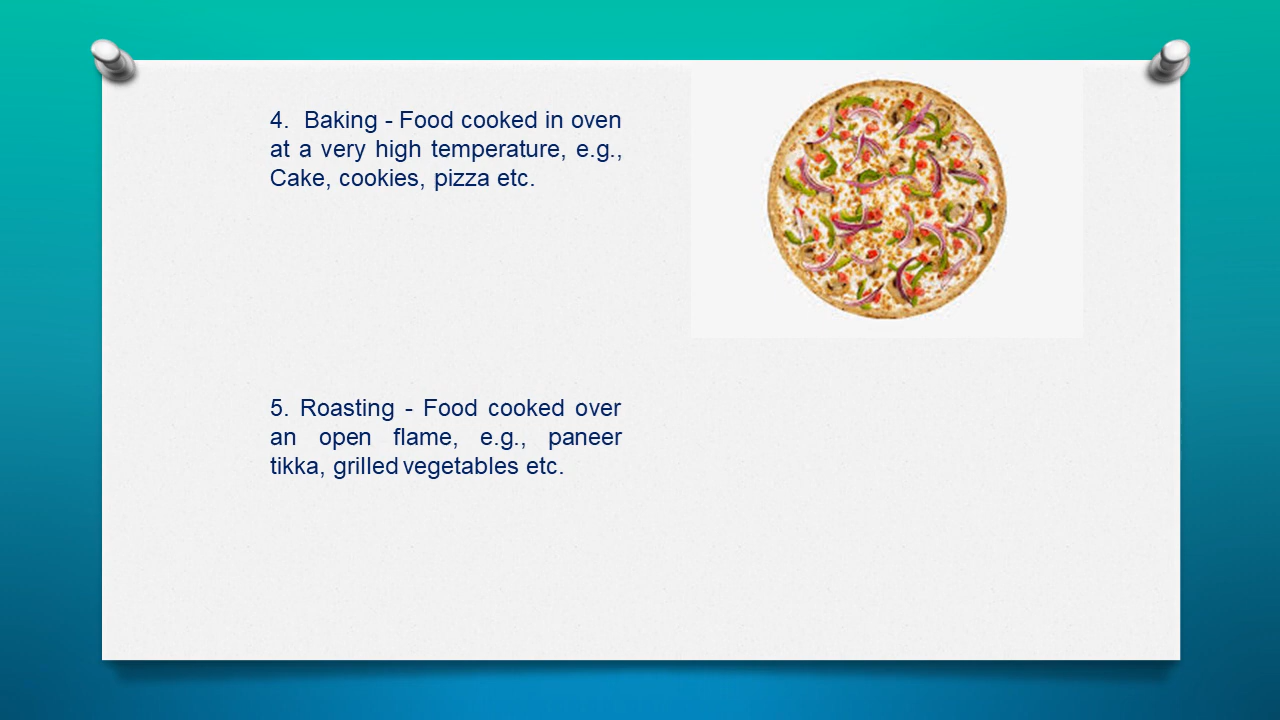 4. Baking - Food cooked in oven
at a very high temperature, e.g.,
Cake, cookies, pizza etc.
5. Roasting - Food cooked over
an open flame, e.g., paneer
tikka, grilled vegetables etc.